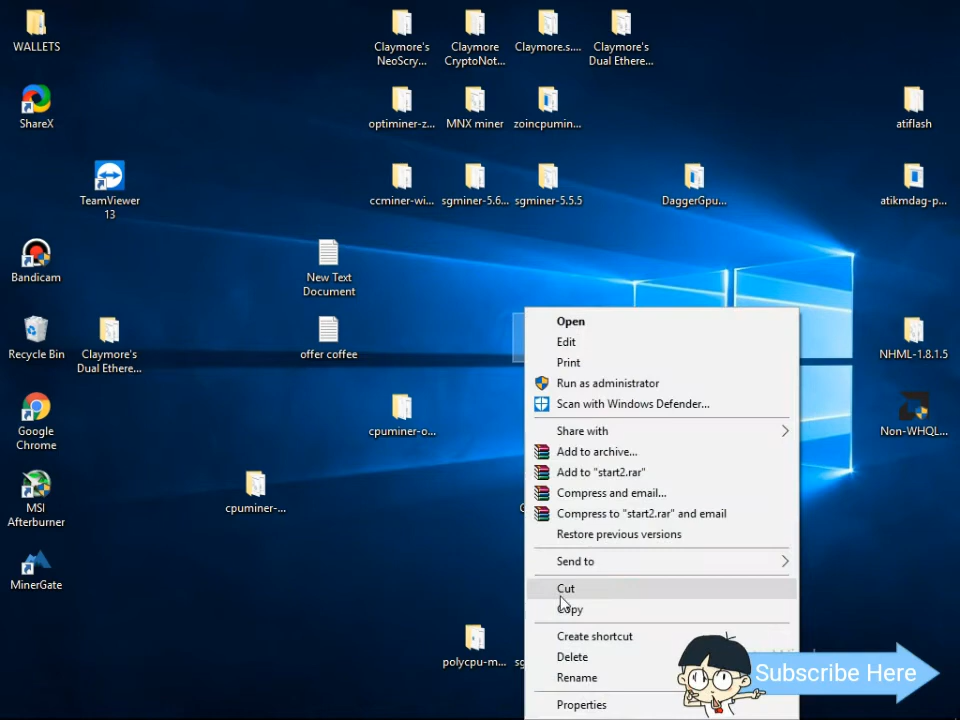 WALLETS
Claymore's
NeoScry...
Claymore
CryptoNot...
Claymore.s....
Claymore's
Dual Ethere...
ShareX
optiminer-z...
MNX miner
zoincpumin...
atiflash
TeamViewer
13
ccminer-wi...
sgminer-5.6...
sgminer-5.5.5
DaggerGpu...
atikmdag-p...
Bandicam
New Text
Document
Recycle Bin
Claymore's
Dual Ethere...
offer coffee
NHML-1.8.1.5
Google
Chrome
cpuminer-o...
Non-WHQL...
MSI
Afterburner
cpuminer-...
MinerGate
polycpu-m...
Open
Edit
Print
Run as administrator
Scan with Windows Defender...
Share with
Add to archive...
Add to "start2.rar"
Compress and email...
Compress to "start2.rar" and email
Restore previous versions
Send to
Cut
Copy
Create shortcut
Delete
Rename
Properties
Subscribe Here